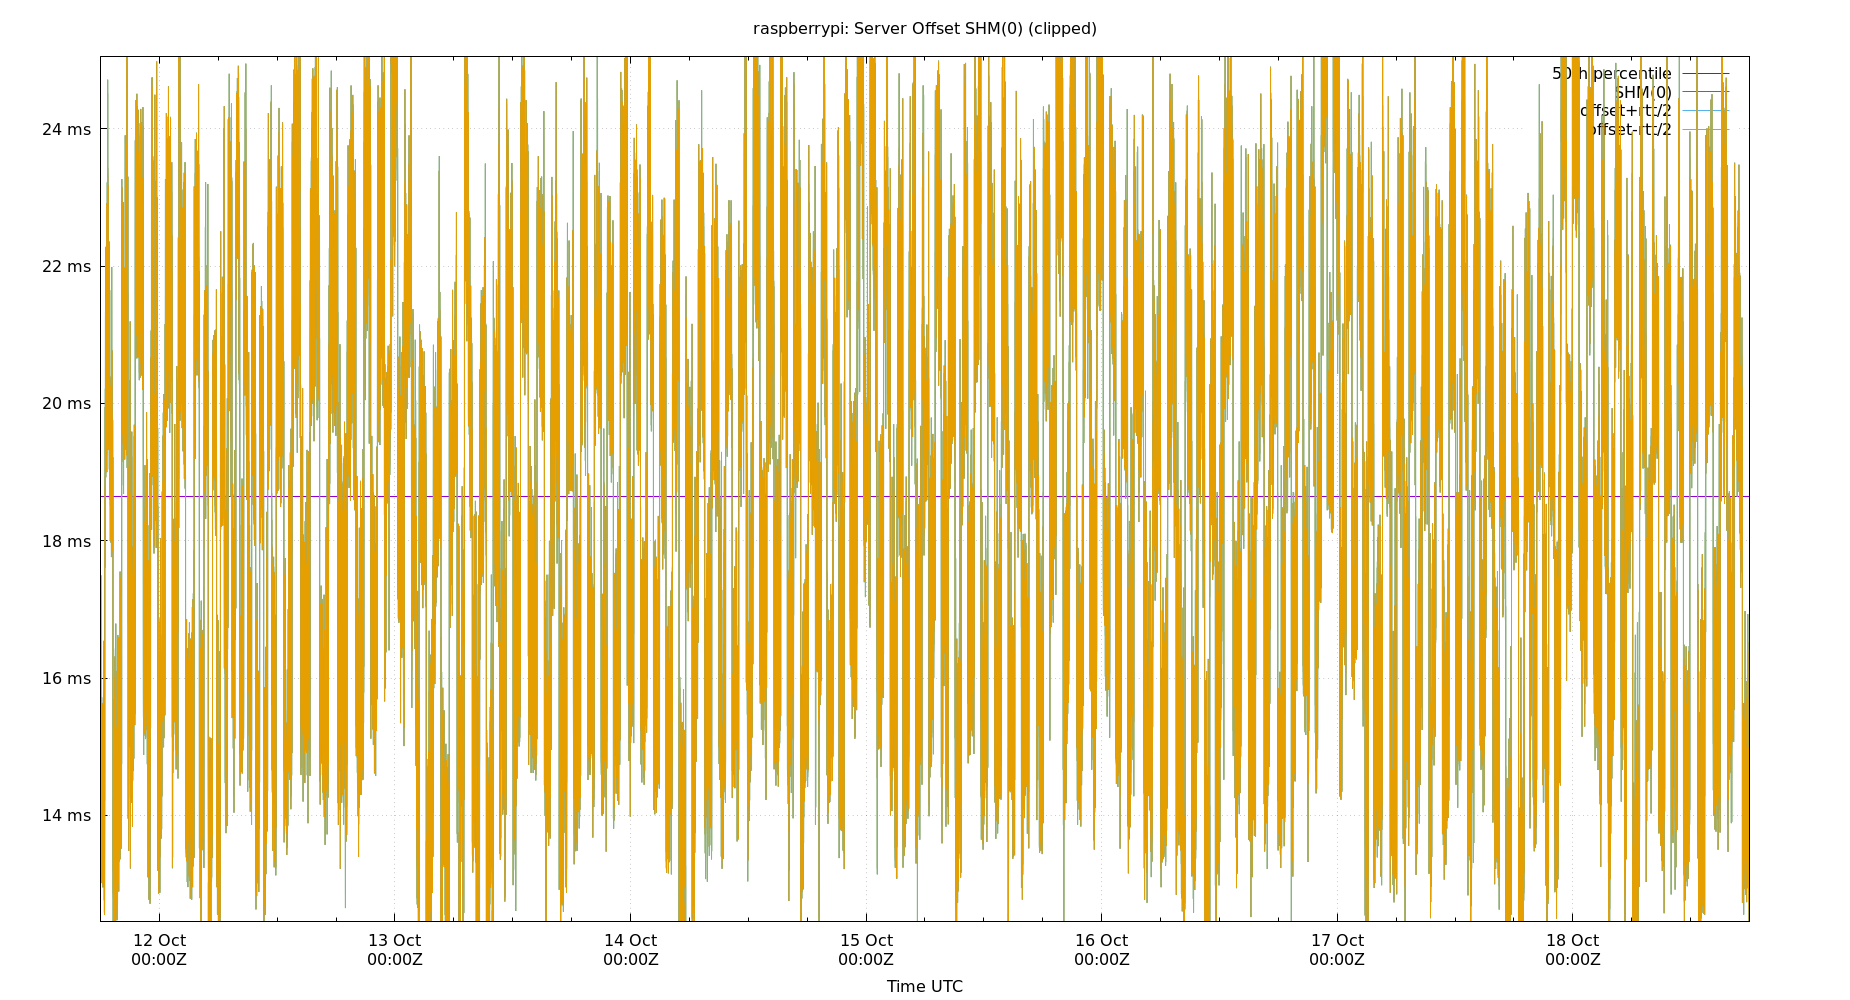 raspberrypi: Server Offset SHM(0) (clipped)
50th percentile
SHM(0)
offset+rtt/2
offset-rtt/2
24 ms
22 ms
20 ms
18 ms
16 ms
14 ms
12 Oct 13 Oct 14 Oct 15 Oct 16 Oct 17 Oct 18 Oct
00:00Z 00:00Z 00:00Z 00:00Z 00:00Z 00:00Z 00:00Z
Time UTC